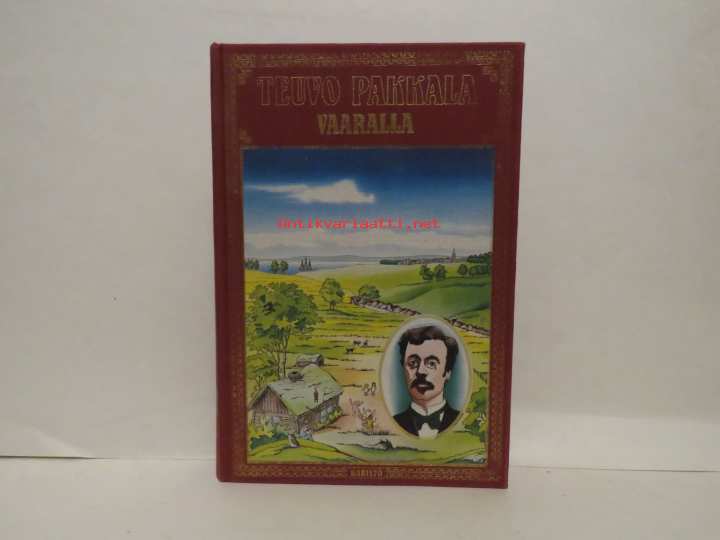 TEUVO PAKKALA
VAARALLA
Antikvariaatti.net
KARISTO